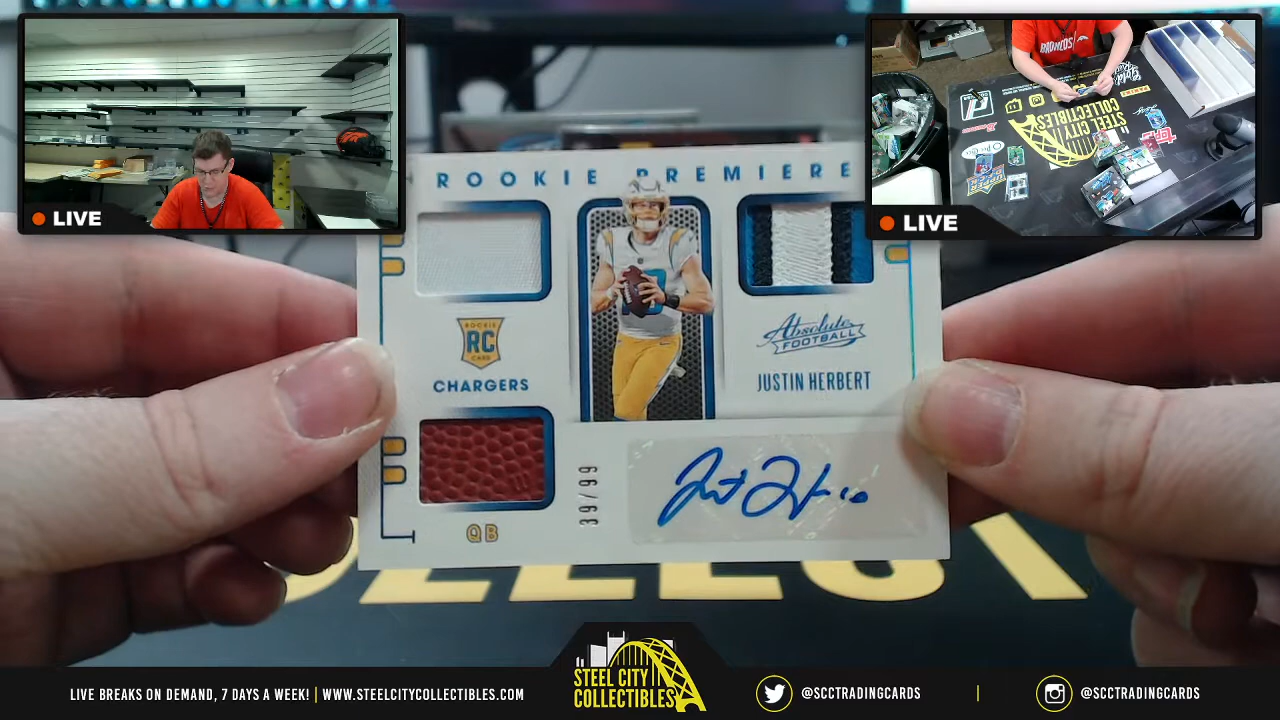 LIVE
LIVE
BRONCOS
STEEL CITY
COLLECTIBLES
ROOKIE PREMIERE
ROOKIE
RC
CARD
CHARGERS
Absolute
FOOTBALL
JUSTIN HERBERT
39/99
QB
STEEL CITY
COLLECTIBLES
LIVE BREAKS ON DEMAND, 7 DAYS A WEEK! | WWW.STEELCITYCOLLECTIBLES.COM
@SCCTRADINGCARDS | @SCCTRADINGCARDS